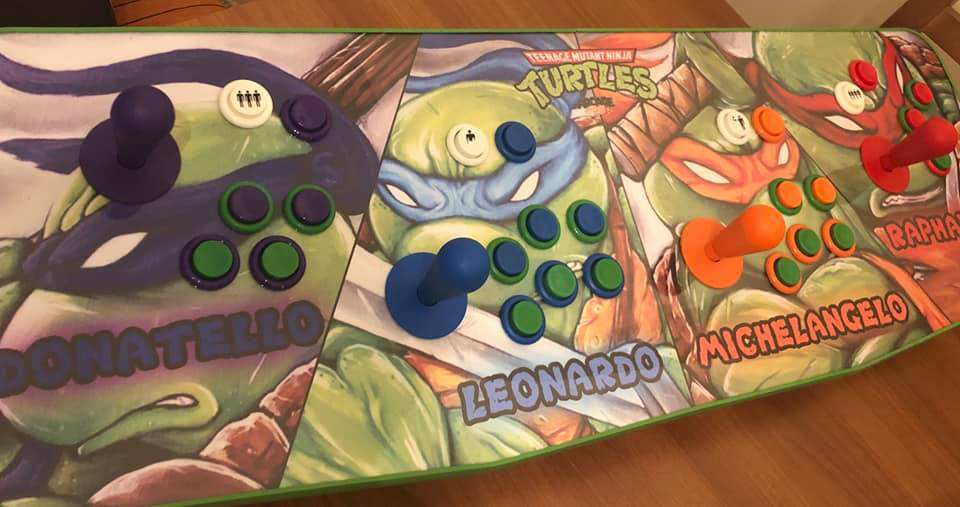 TEENAGE MUTANT NINJA
TURTLES
DONATELLO
LEONARDO
MICHELANGELO
RAPHA